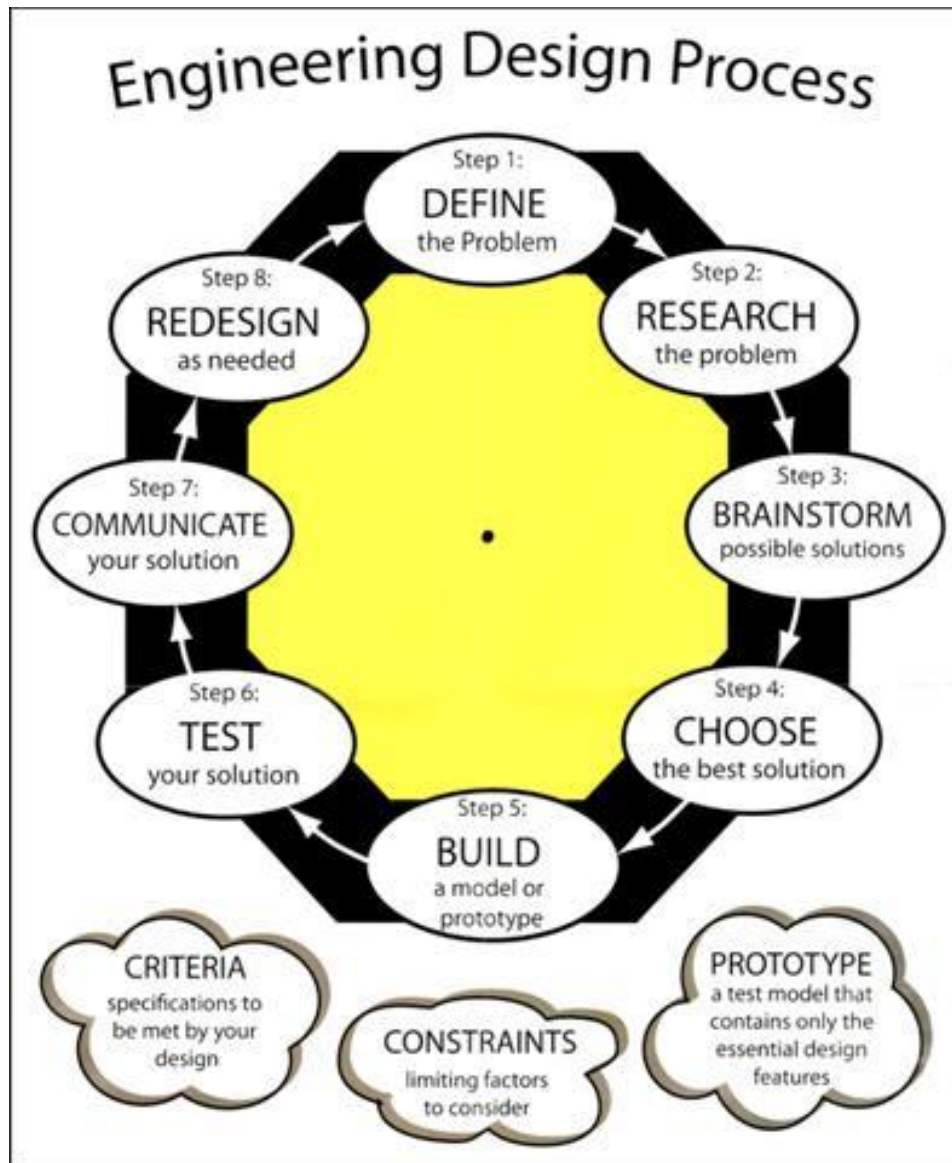 Engineering Design Process
Step 1:
DEFINE
the Problem
Step 2:
RESEARCH
the problem
Step 3:
BRAINSTORM
possible solutions
Step 4:
CHOOSE
the best solution
Step 5:
BUILD
a model or
prototype
Step 6:
TEST
your solution
Step 7:
COMMUNICATE
your solution
Step 8:
REDESIGN
as needed
CRITERIA
specifications to
be met by your
design
CONSTRAINTS
limiting factors
to consider
PROTOTYPE
a test model that
contains only the
essential design
features